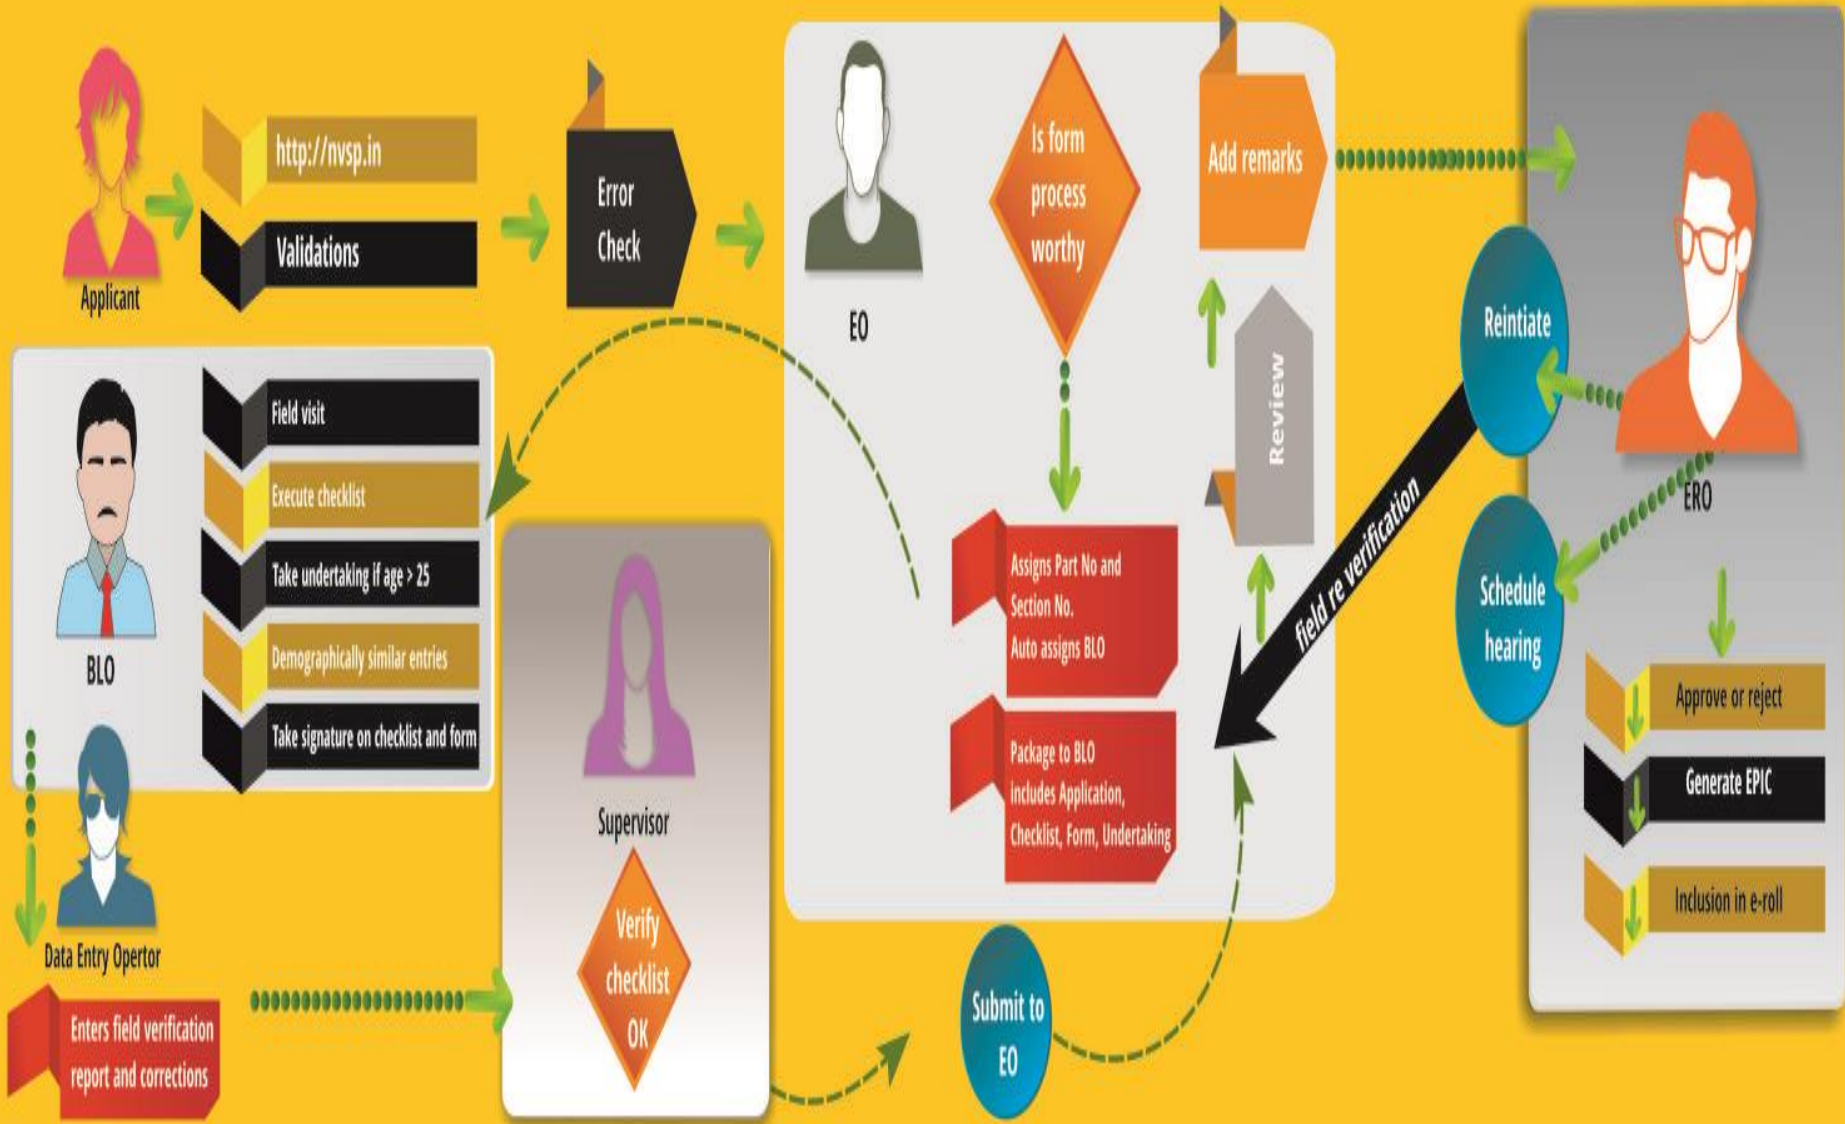 Applicant
http://nvsp.in
Validations
Error
Check
EO
Is form
process
worthy
Add remarks
Review
Assigns Part No and
Section No.
Auto assigns BLO
Package to BLO
includes Application,
Checklist, Form, Undertaking
BLO
Field visit
Execute checklist
Take undertaking if age > 25
Demographically similar entries
Take signature on checklist and form
Data Entry Opertor
Enters field verification
report and corrections
Supervisor
Verify
checklist
OK
Submit to
EO
field re verification
Reintiate
Schedule
hearing
ERO
Approve or reject
Generate EPIC
Inclusion in e-roll